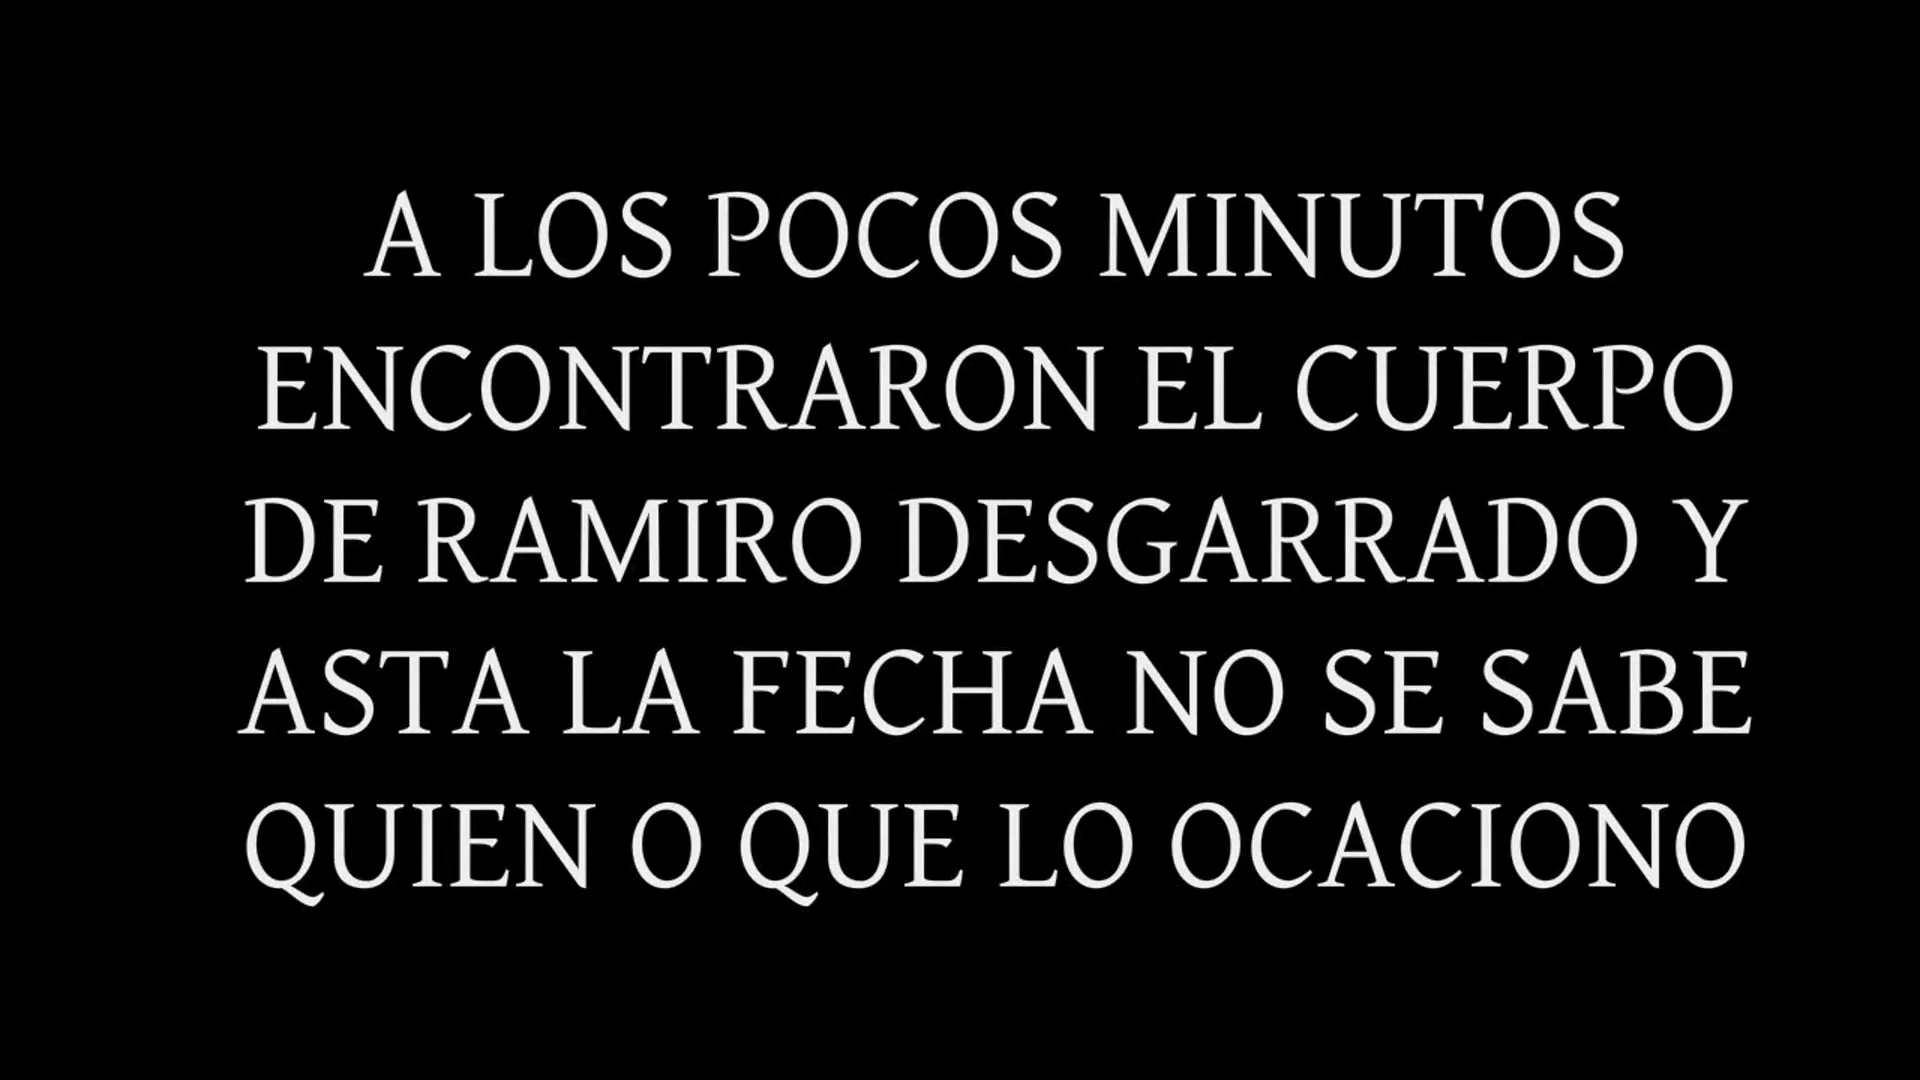 A LOS POCOS MINUTOS
ENCONTRARON EL CUERPO
DE RAMIRO DESGARRADO Y
ASTA LA FECHA NO SE SABE
QUIEN O QUE LO OCACIONO